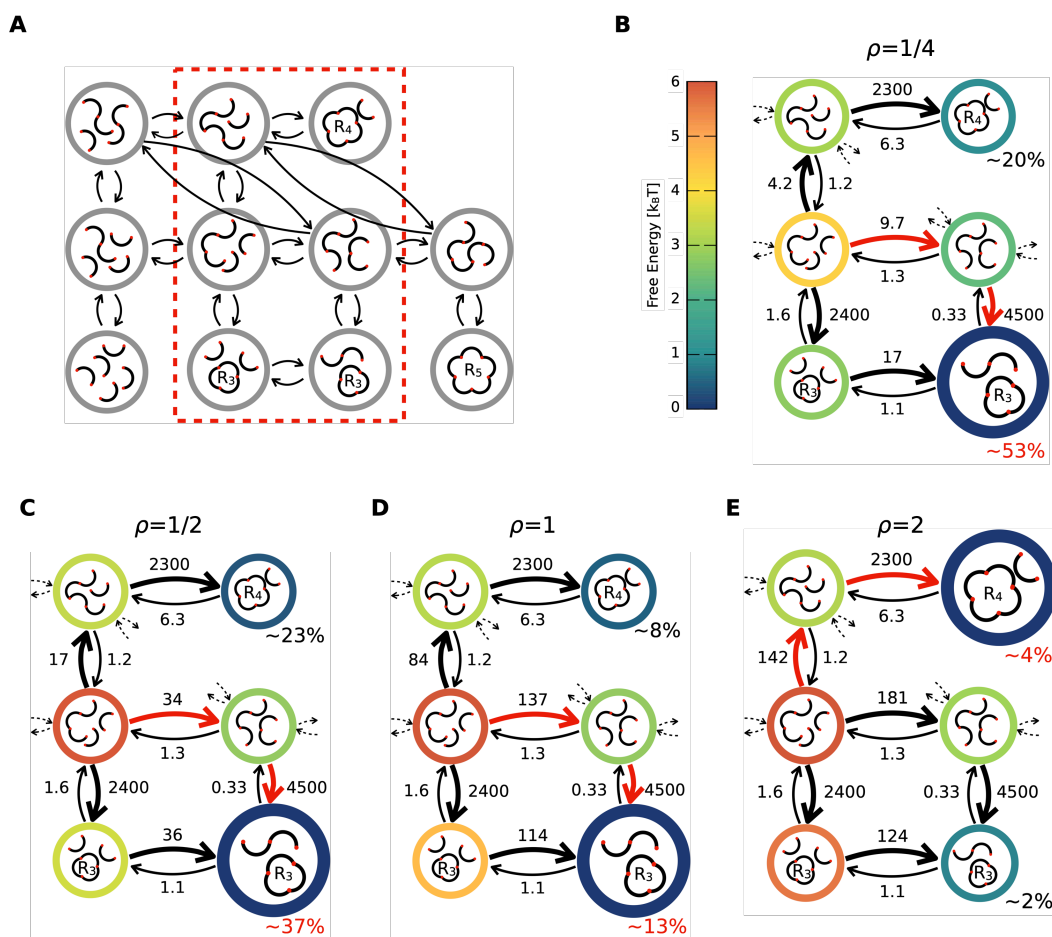 A
R4
R3
R3
R5
B
ρ=1/4
Free Energy [kBT]
6
5
4
3
2
1
0
2300
R4
6.3
~20%
4.2
1.2
9.7
1.3
1.6
2400
0.33
4500
17
R3
R3
1.1
~53%
C
ρ=1/2
2300
R4
6.3
~23%
17
1.2
34
1.3
1.6
2400
0.33
4500
36
R3
R3
1.1
~37%
D
ρ=1
2300
R4
6.3
~8%
84
1.2
137
1.3
1.6
2400
0.33
4500
114
R3
R3
1.1
~13%
E
ρ=2
2300
R4
6.3
~4%
142
1.2
181
1.3
1.6
2400
0.33
4500
124
R3
R3
1.1
~2%